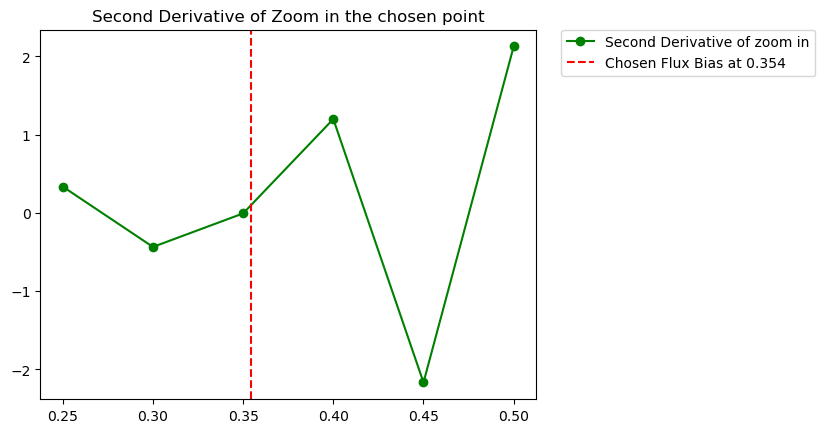 Second Derivative of Zoom in the chosen point
Second Derivative of zoom in
Chosen Flux Bias at 0.354
2
1
0
−1
−2
0.25 0.30 0.35 0.40 0.45 0.50